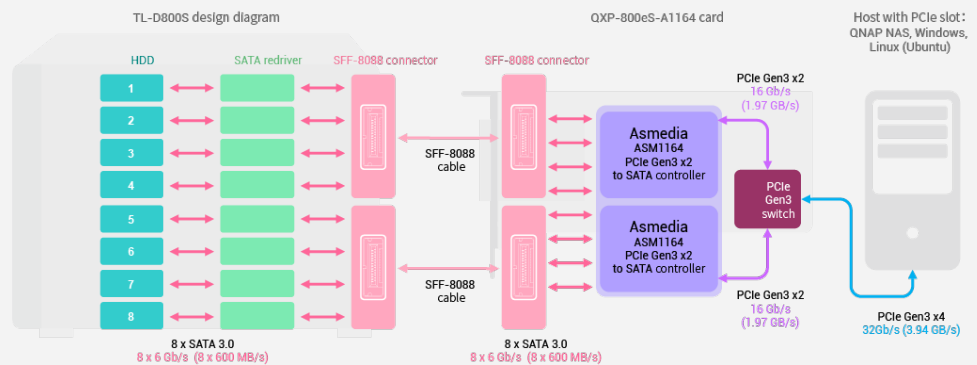 TL-D800S design diagram
QXP-800eS-A1164 card
Host with PCIe slot:
QNAP NAS, Windows,
Linux (Ubuntu)
HDD
SATA redriver
SFF-8088 connector
SFF-8088 connector
1
2
3
4
5
6
7
8
SFF-8088
cable
SFF-8088
cable
Asmedia
ASM1164
PCIe Gen3 x2
to SATA controller
Asmedia
ASM1164
PCIe Gen3 x2
to SATA controller
PCIe Gen3 x2
16 Gb/s
(1.97 GB/s)
PCIe
Gen3
switch
PCIe Gen3 x2
16 Gb/s
(1.97 GB/s)
PCIe Gen3 x4
32Gb/s (3.94 GB/s)
8 x SATA 3.0
8 x 6 Gb/s (8 x 600 MB/s)
8 x SATA 3.0
8 x 6 Gb/s (8 x 600 MB/s)